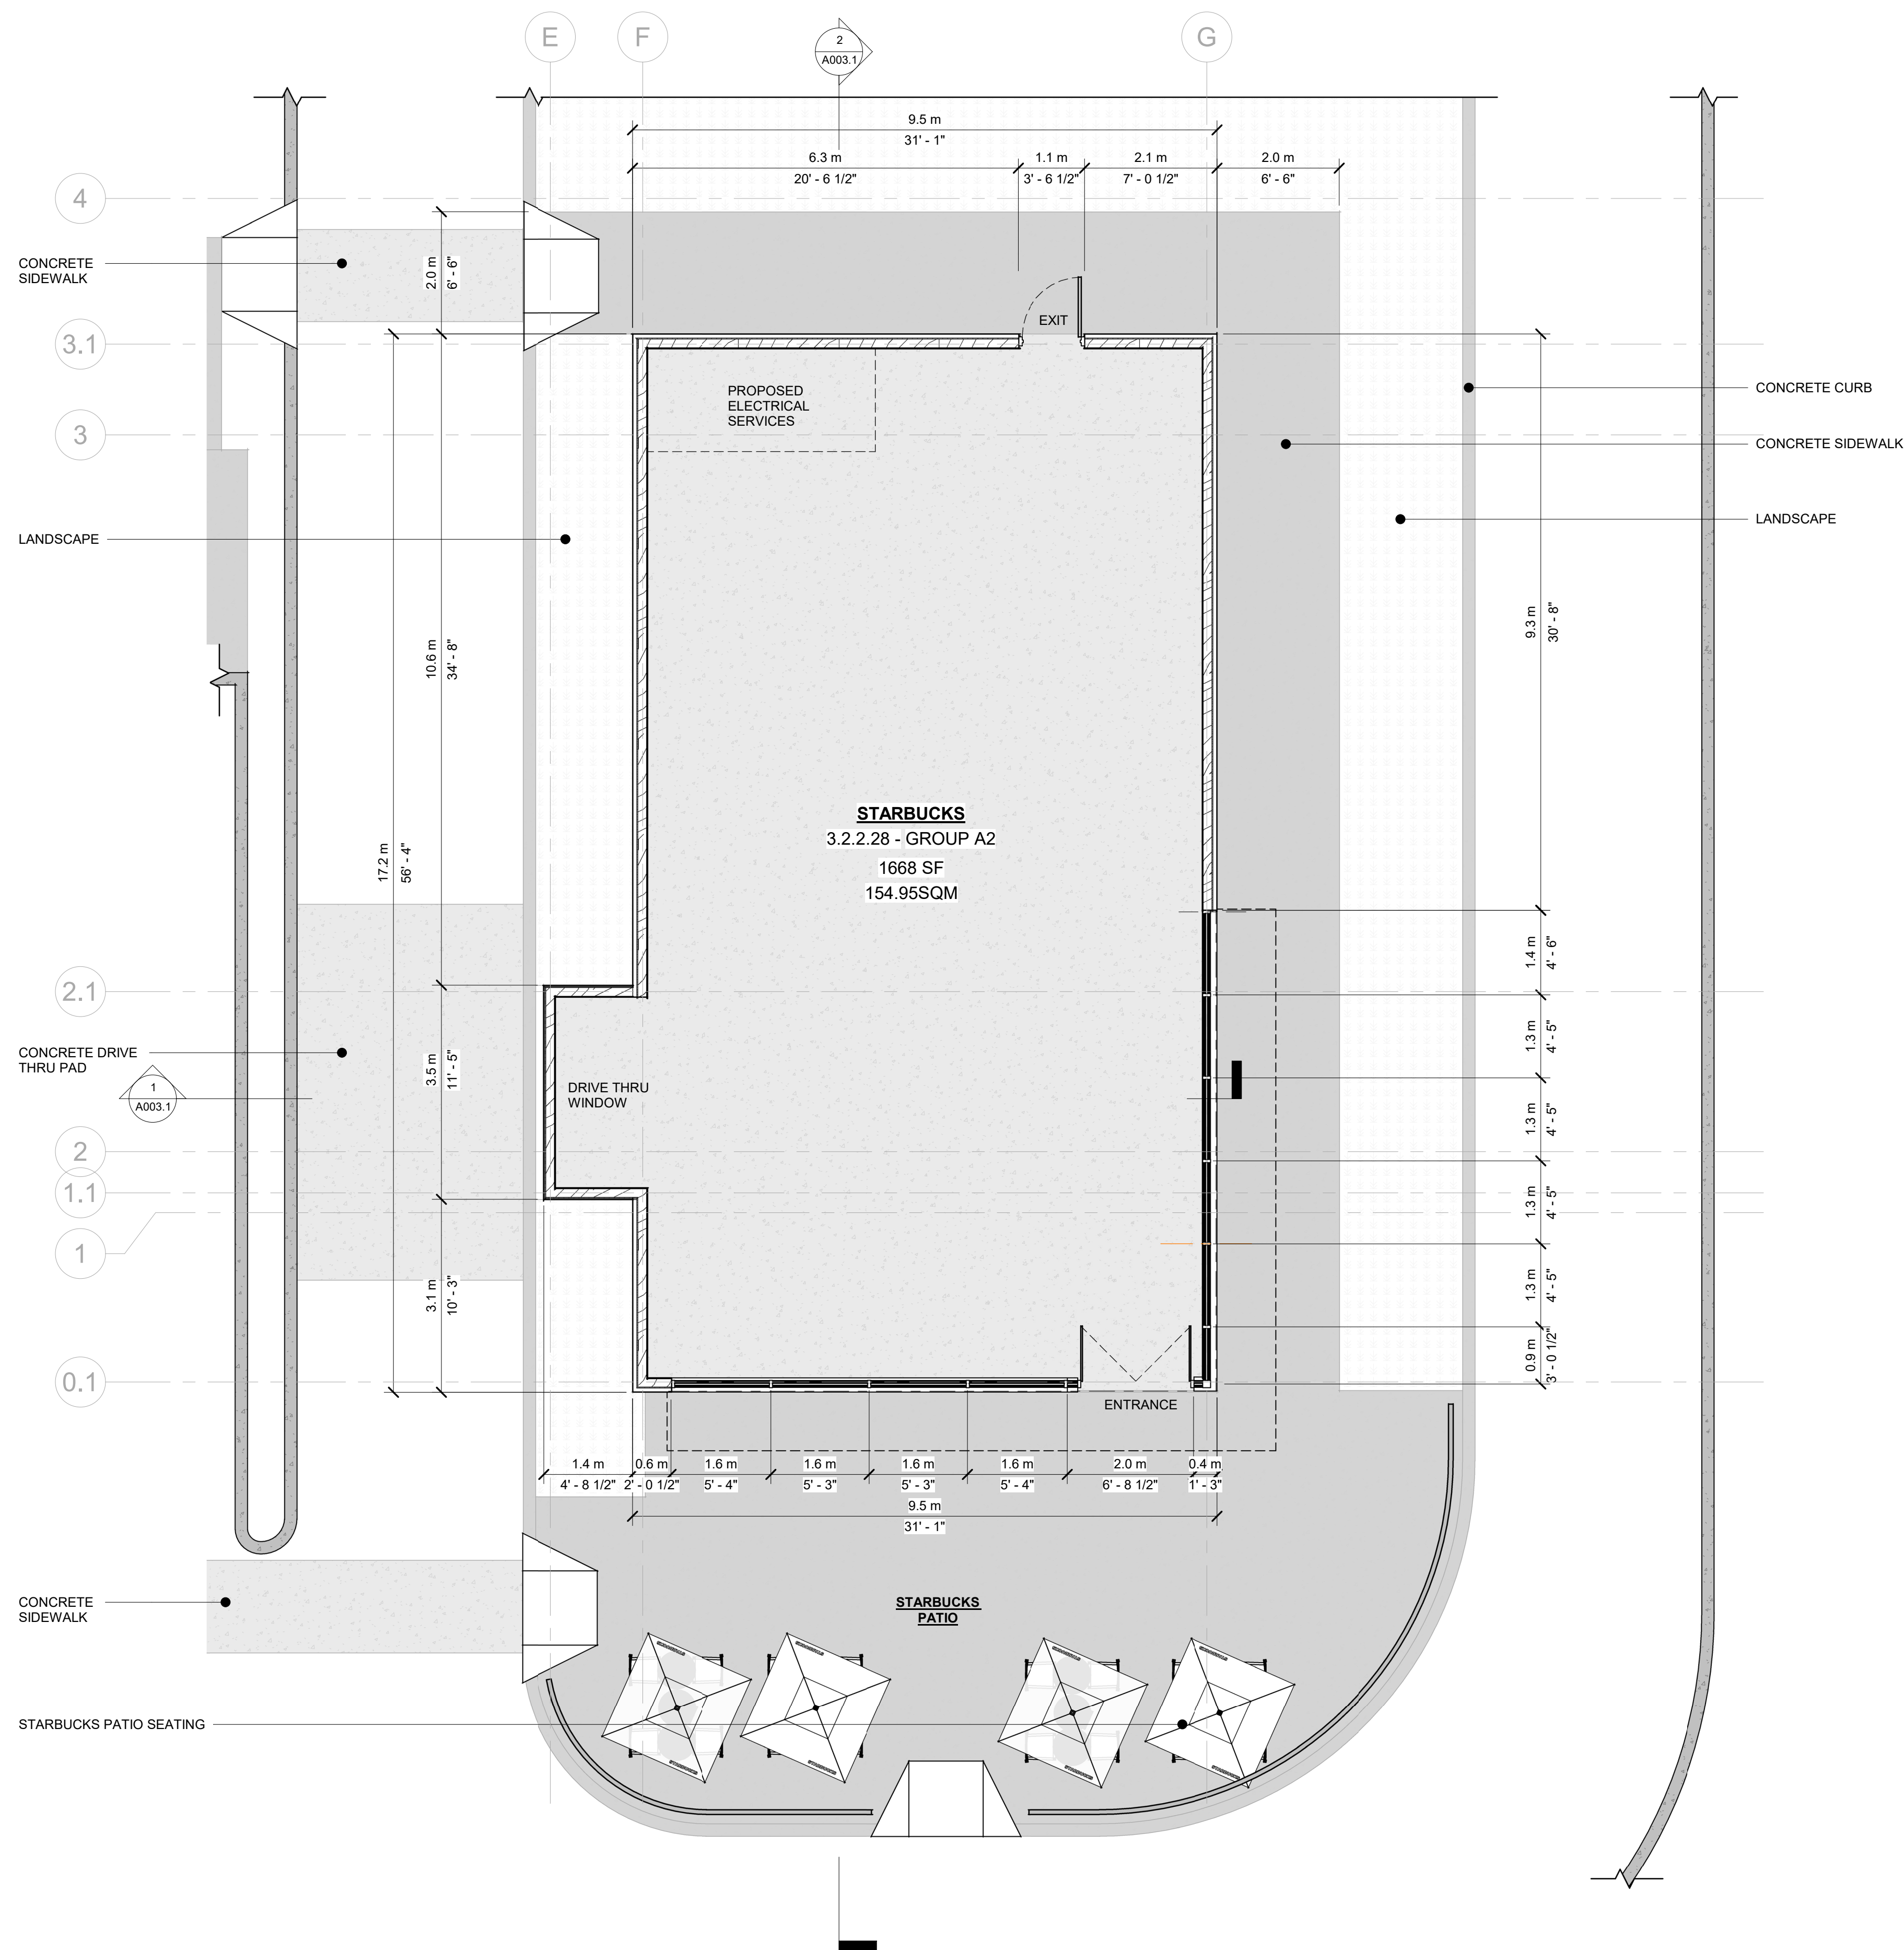 E
F
2
A003.1
G
9.5 m
31' - 1"
6.3 m
1.1 m
2.1 m
2.0 m
20' - 6 1/2"
3' - 6 1/2"
7' - 0 1/2"
6' - 6"
4
CONCRETE
SIDEWALK
2.0 m
6' - 6"
EXIT
3.1
PROPOSED
ELECTRICAL
SERVICES
CONCRETE CURB
3
CONCRETE SIDEWALK
LANDSCAPE
LANDSCAPE
9.3 m
30' - 8"
10.6 m
34' - 8"
STARBUCKS
3.2.2.28 - GROUP A2
1668 SF
154.95SQM
17.2 m
56' - 4"
1.4 m
4' - 6"
2.1
1.3 m
4' - 5"
CONCRETE DRIVE
THRU PAD
3.5 m
11' - 5"
DRIVE THRU
WINDOW
1
A003.1
1.3 m
4' - 5"
2
1.1
1.3 m
4' - 5"
1
3.1 m
10' - 3"
1.3 m
4' - 5"
0.9 m
3' - 0 1/2"
0.1
ENTRANCE
1.4 m
0.6 m
1.6 m
1.6 m
1.6 m
1.6 m
2.0 m
0.4 m
4' - 8 1/2"
2' - 0 1/2"
5' - 4"
5' - 3"
5' - 3"
5' - 4"
6' - 8 1/2"
1' - 3"
9.5 m
31' - 1"
CONCRETE
SIDEWALK
STARBUCKS
PATIO
STARBUCKS PATIO SEATING